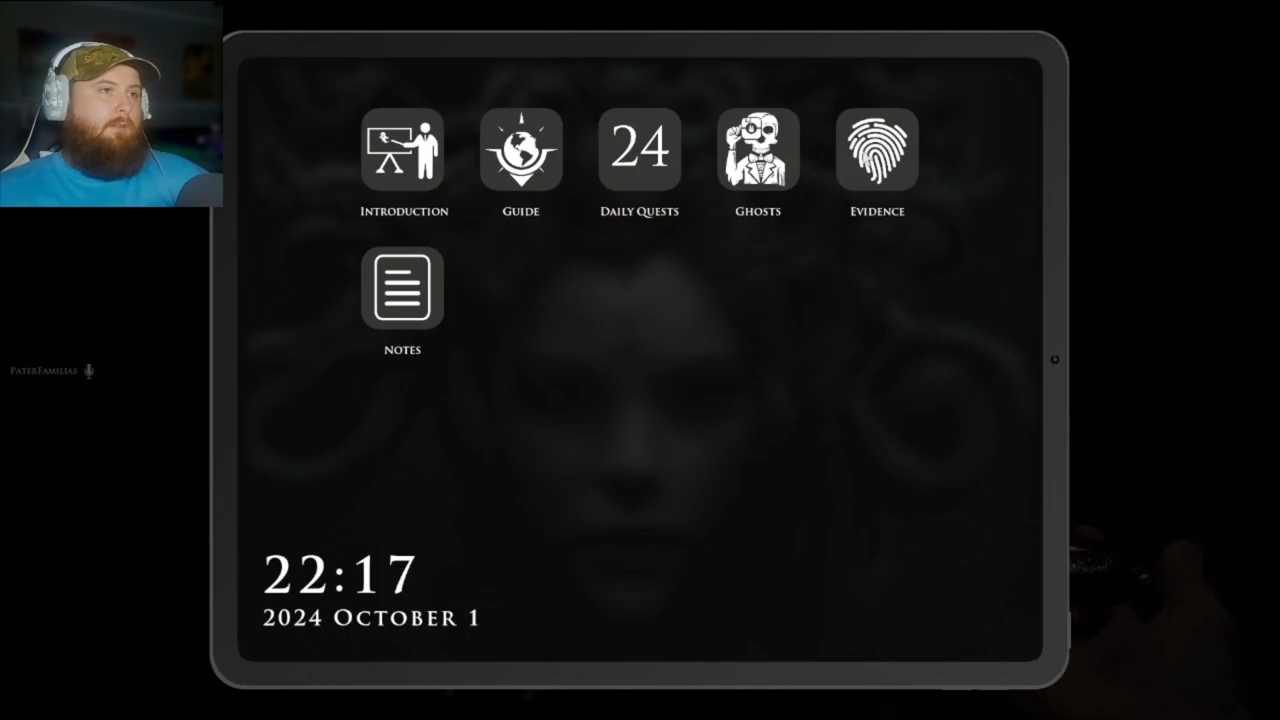 24
INTRODUCTION
GUIDE
DAILY QUESTS
GHOSTS
EVIDENCE
NOTES
PATERFAMILIAS
22:17
2024 OCTOBER 1